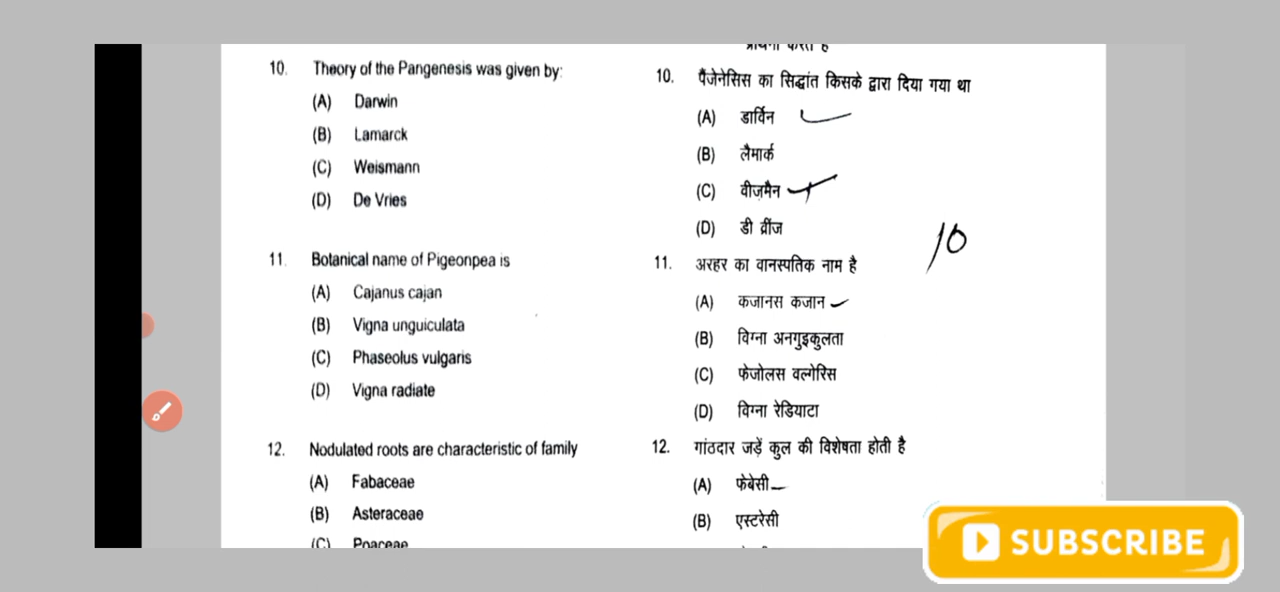 10. Theory of the Pangenesis was given by:
(A) Darwin
(B) Lamarck
(C) Weismann
(D) De Vries
11. Botanical name of Pigeonpea is
(A) Cajanus cajan
(B) Vigna unguiculata
(C) Phaseolus vulgaris
(D) Vigna radiate
12. Nodulated roots are characteristic of family
(A) Fabaceae
(B) Asteraceae
(C) Poaceae
10. पैंजेनेसिस का सिद्धांत किसके द्वारा दिया गया था
(A) डार्विन
(B) लैमार्क
(C) वीज़मैन
(D) डी व्रींज
11. अरहर का वानस्पतिक नाम है
(A) कजानस कजान
(B) विग्ना अनगुइकुलता
(C) फेजोलस वल्गेरिस
(D) विग्ना रेडियाटा
12. गांठदार जड़ें कुल की विशेषता होती है
(A) फेबेसी
(B) एस्टरेसी
10
SUBSCRIBE